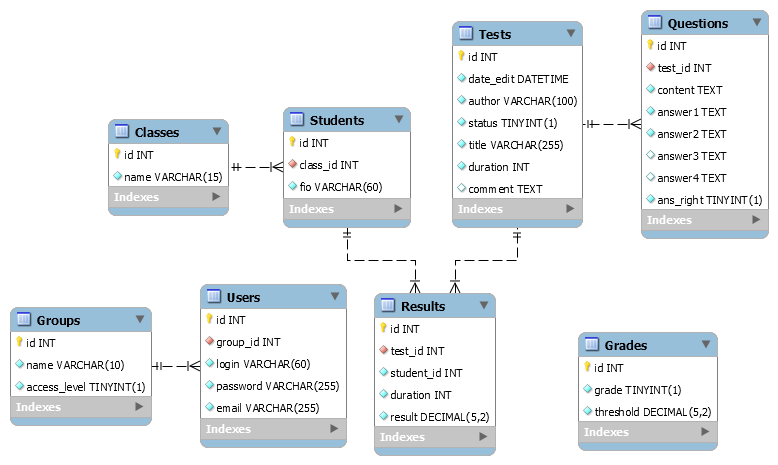 Classes
id INT
name VARCHAR(15)
Indexes
Students
id INT
class_id INT
fio VARCHAR(60)
Indexes
Tests
id INT
date_edit DATETIME
author VARCHAR(100)
status TINYINT(1)
title VARCHAR(255)
duration INT
comment TEXT
Indexes
Questions
id INT
test_id INT
content TEXT
answer1 TEXT
answer2 TEXT
answer3 TEXT
answer4 TEXT
ans_right TINYINT(1)
Indexes
Groups
id INT
name VARCHAR(10)
access_level TINYINT(1)
Indexes
Users
id INT
group_id INT
login VARCHAR(60)
password VARCHAR(255)
email VARCHAR(255)
Indexes
Results
id INT
test_id INT
student_id INT
duration INT
result DECIMAL(5,2)
Indexes
Grades
id INT
grade TINYINT(1)
threshold DECIMAL(5,2)
Indexes